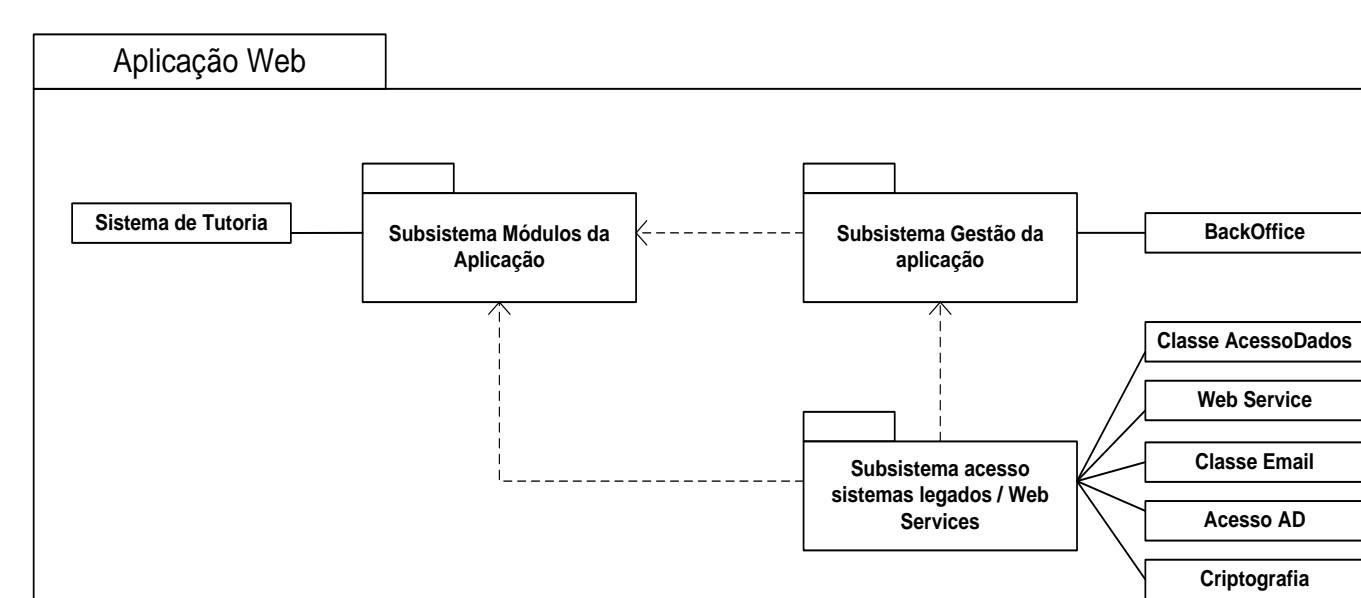 Aplicação Web
Sistema de Tutoria
Subsistema Módulos da
Aplicação
Subsistema Gestão da
aplicação
BackOffice
Classe AcessoDados
Web Service
Classe Email
Acesso AD
Criptografia
Subsistema acesso
sistemas legados / Web
Services